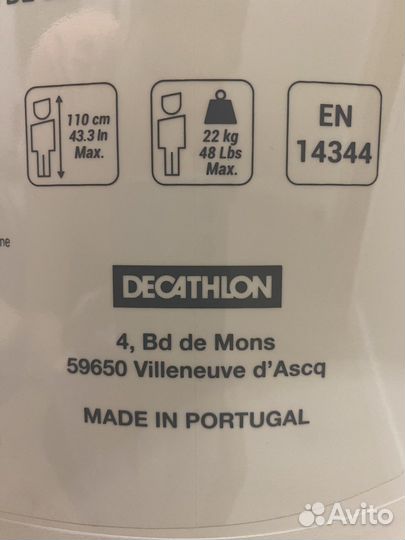 110 cm
43.3 In
Max.
22 kg
48 Lbs
Max.
EN
14344
me
DECATHLON
4, Bd de Mons
59650 Villeneuve d'Ascq
MADE IN PORTUGAL
Avito